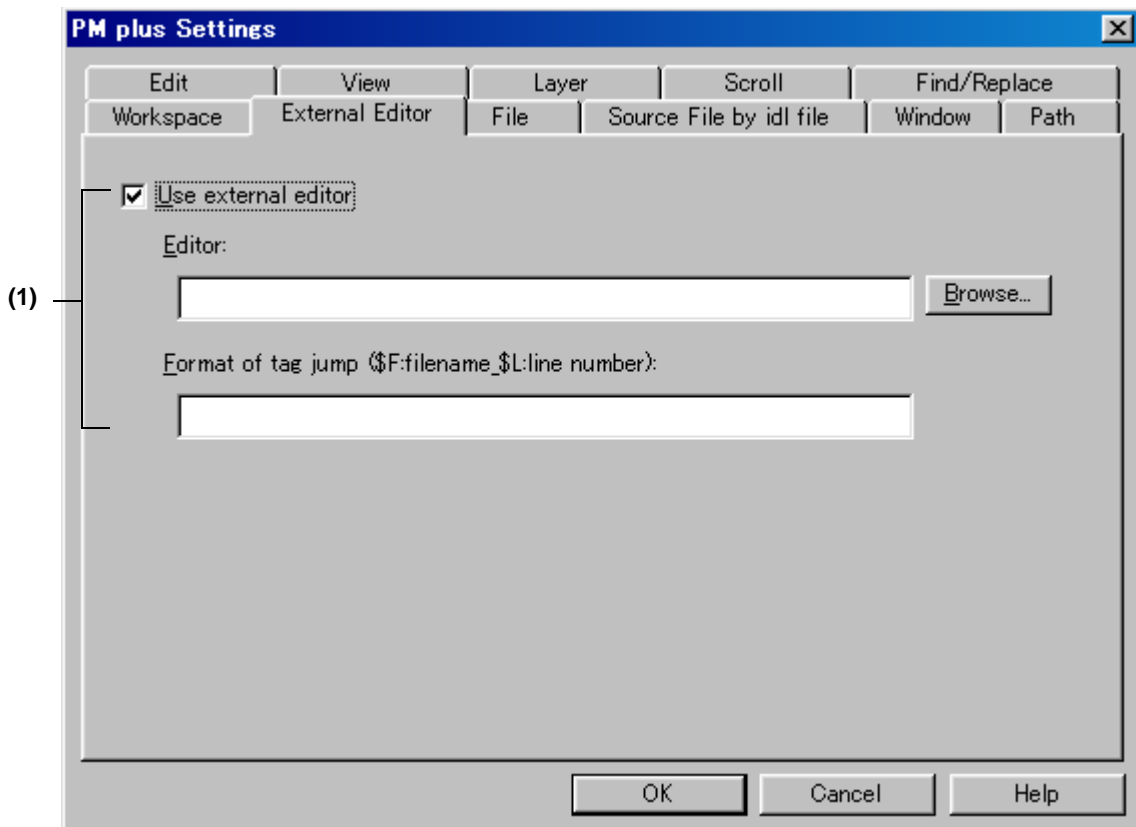 PM plus Settings
Edit View Layer Scroll Find/Replace
Workspace External Editor File Source File by idl file Window Path
Use external editor
Editor:
(1)
Browse...
Format of tag jump ($F:filename_$L:line number):
OK Cancel Help